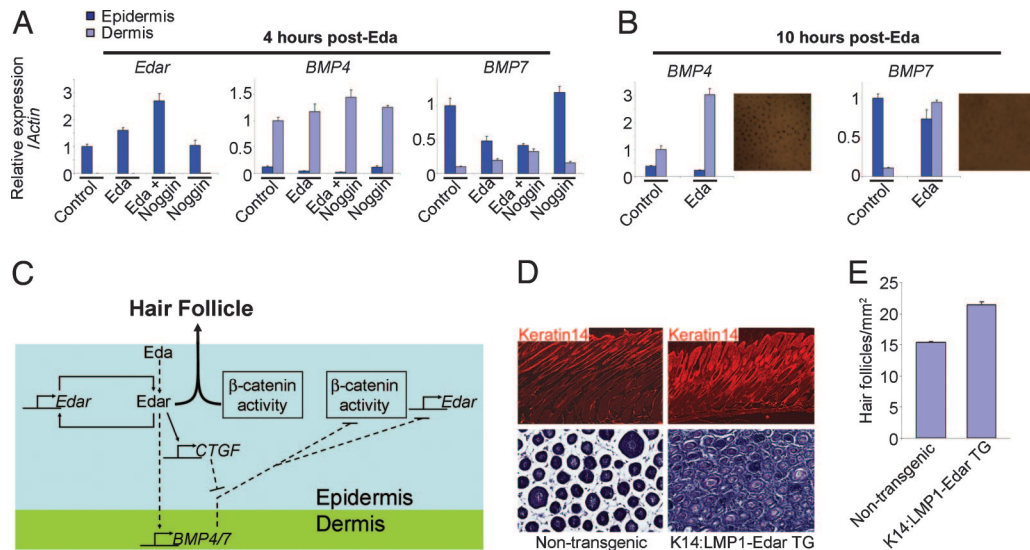 A
Epidermis
Dermis
4 hours post-Eda
Edar
BMP4
BMP7
Relative expression
/Actin
3
2
1
0
1.5
1
0.5
0
1
0.5
0
Control
Eda
Eda +
Noggin
Noggin
Control
Eda
Eda +
Noggin
Noggin
Control
Eda
Eda +
Noggin
Noggin
B
10 hours post-Eda
BMP4
BMP7
3
2
1
0
1
0.5
0
Control
Eda
Control
Eda
C
Hair Follicle
Eda
Edar
Edar
β-catenin
activity
β-catenin
activity
Edar
CTGF
Epidermis
Dermis
BMP4/7
D
Keratin14
Keratin14
Non-transgenic
K14:LMP1-Edar TG
E
Hair follicles/mm²
25
20
15
10
5
0
Non-transgenic
K14:LMP1-Edar TG